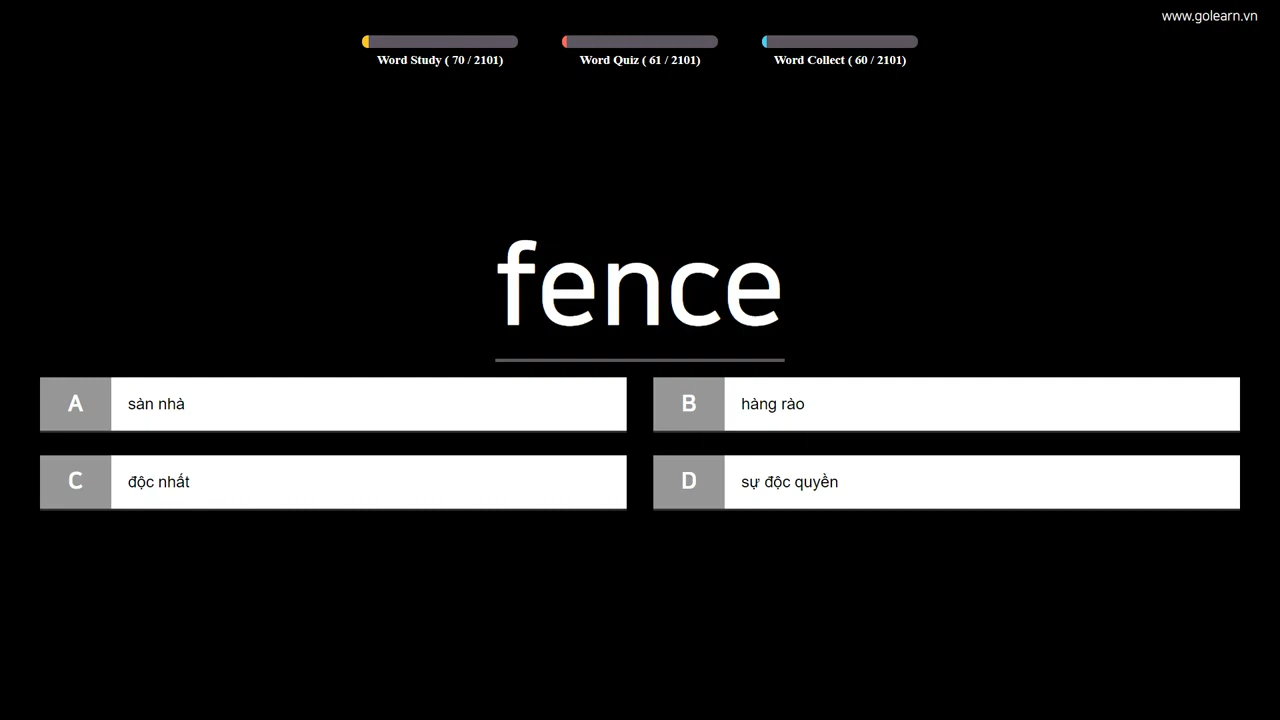 www.golearn.vn
Word Study ( 70 / 2101)
Word Quiz ( 61 / 2101)
Word Collect ( 60 / 2101)
fence
A sàn nhà
B hàng rào
C độc nhất
D sự độc quyền